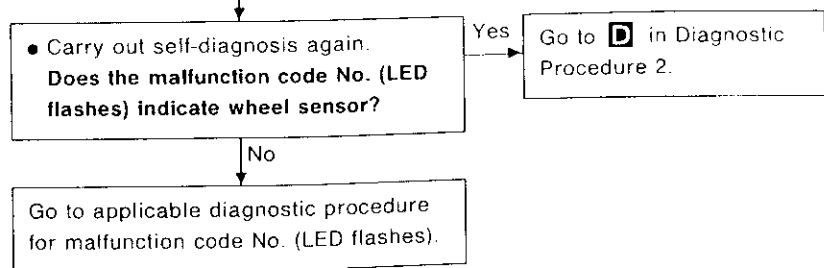 ● Carry out self-diagnosis again.
Does the malfunction code No. (LED
flashes) indicate wheel sensor?
Yes
Go to D in Diagnostic
Procedure 2.
No
Go to applicable diagnostic procedure
for malfunction code No. (LED flashes).